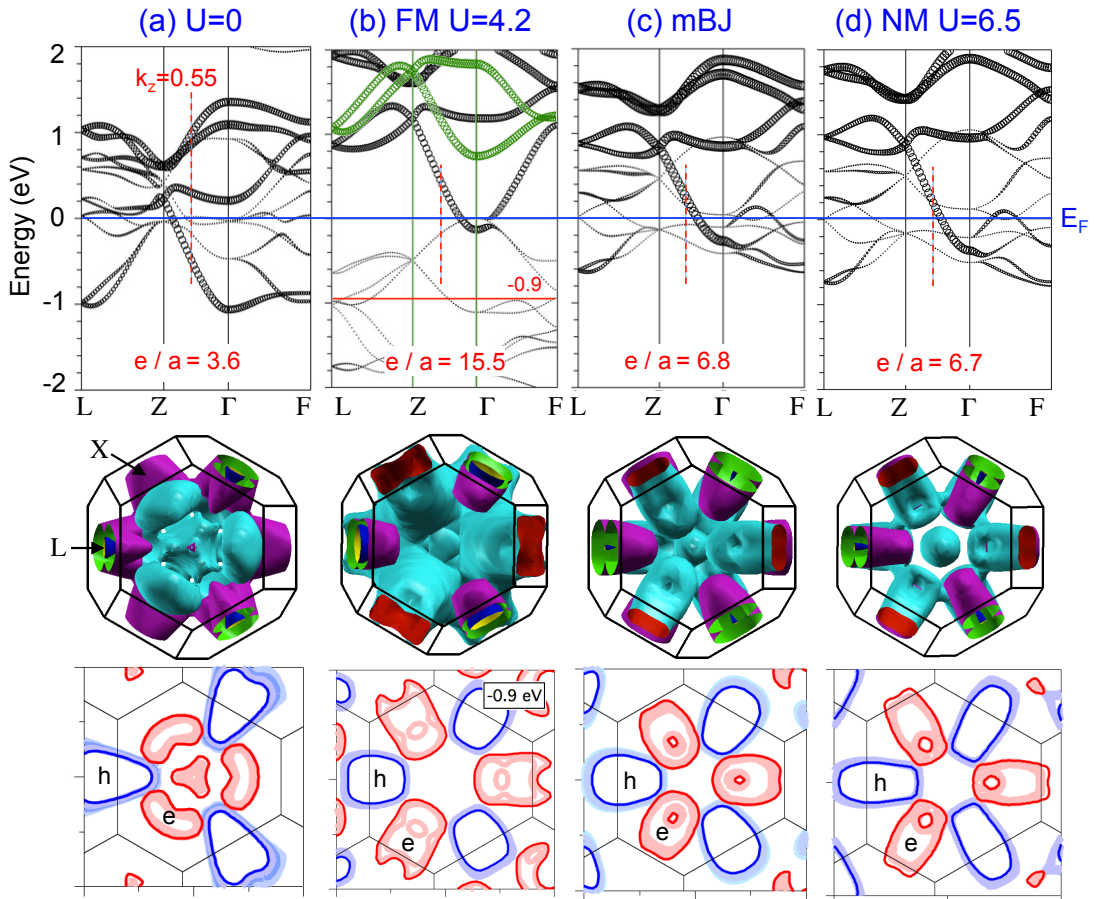 (a) U=0
(b) FM U=4.2
(c) mBJ
(d) NM U=6.5
Energy (eV)
2
1
0
-1
-2
k_z=0.55
-0.9
E_F
e / a = 3.6
e / a = 15.5
e / a = 6.8
e / a = 6.7
L Z Γ F
L Z Γ F
L Z Γ F
L Z Γ F
X
L
-0.9 eV
h
e
h
e
h
e
h
e